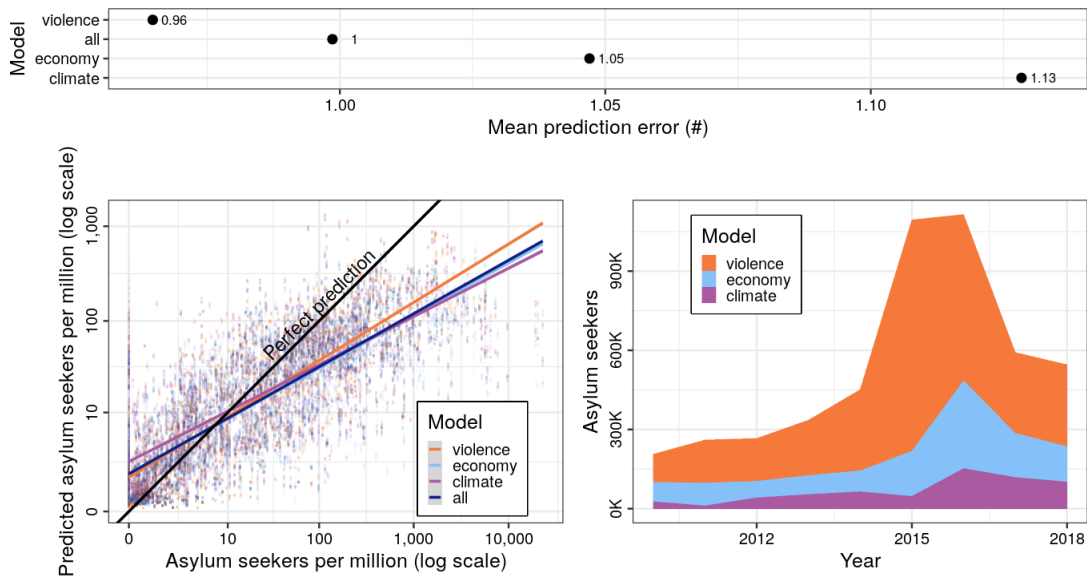 Model
violence
all
economy
climate
0.96
1
1.05
1.13
1.00
1.05
1.10
Mean prediction error (#)
Predicted asylum seekers per million (log scale)
1,000
100
10
0
Perfect prediction
Model
violence
economy
climate
all
0
10
100
1,000
10,000
Asylum seekers per million (log scale)
Asylum seekers
900K
600K
300K
0K
Model
violence
economy
climate
2012
2015
2018
Year